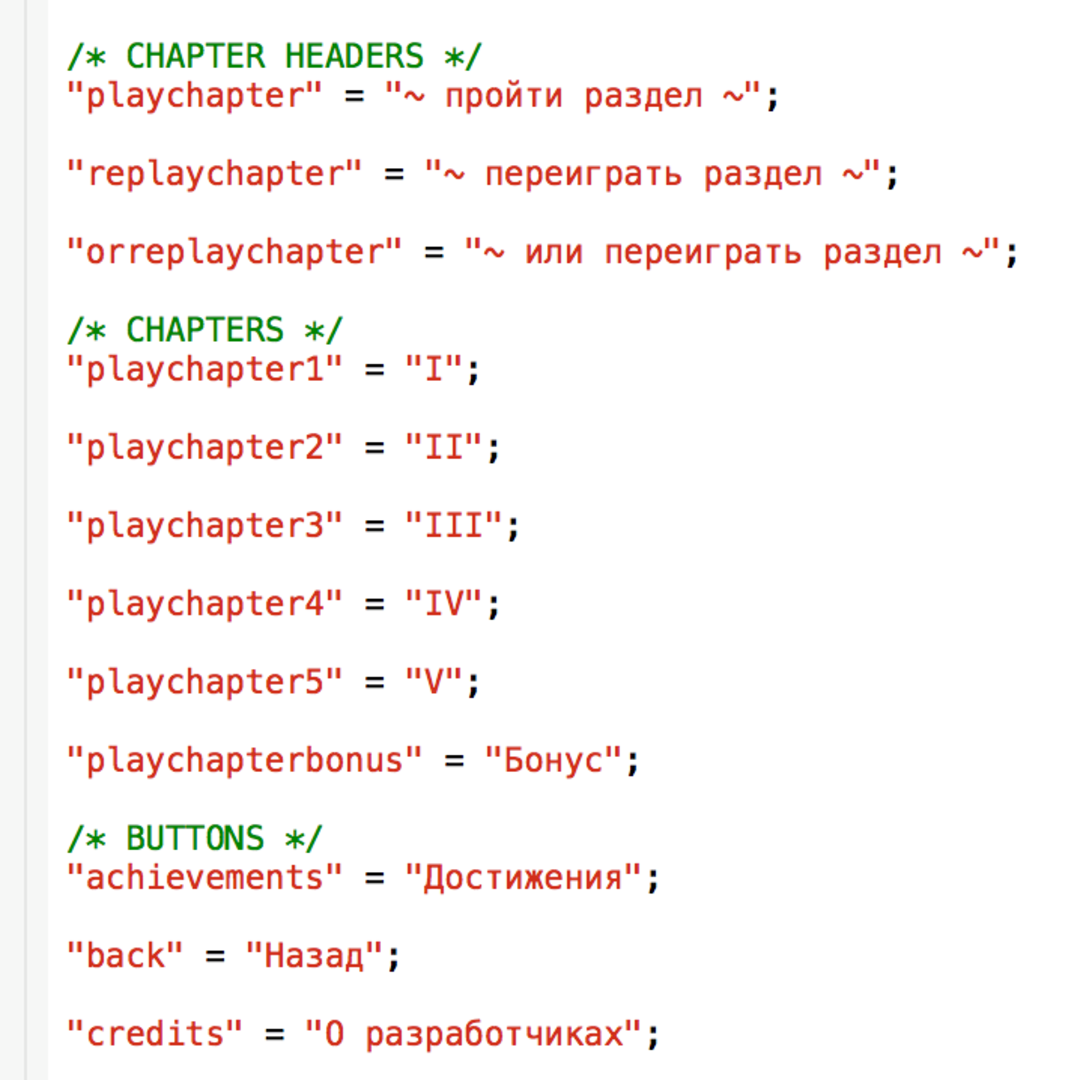 /* CHAPTER HEADERS */
"playchapter" = "~ пройти раздел ~";
"replaychapter" = "~ переиграть раздел ~";
"orreplaychapter" = "~ или переиграть раздел ~";
/* CHAPTERS */
"playchapter1" = "I";
"playchapter2" = "II";
"playchapter3" = "III";
"playchapter4" = "IV";
"playchapter5" = "V";
"playchapterbonus" = "Бонус";
/* BUTTONS */
"achievements" = "Достижения";
"back" = "Назад";
"credits" = "О разработчиках";